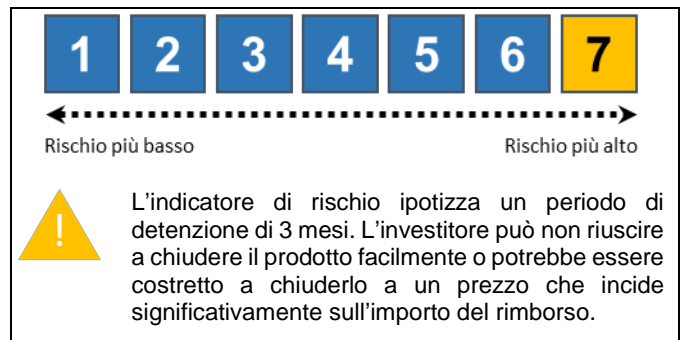 1 2 3 4 5 6 7
Rischio più basso Rischio più alto
! L'indicatore di rischio ipotizza un periodo di
detenzione di 3 mesi. L'investitore può non riuscire
a chiudere il prodotto facilmente o potrebbe essere
costretto a chiuderlo a un prezzo che incide
significativamente sull'importo del rimborso.